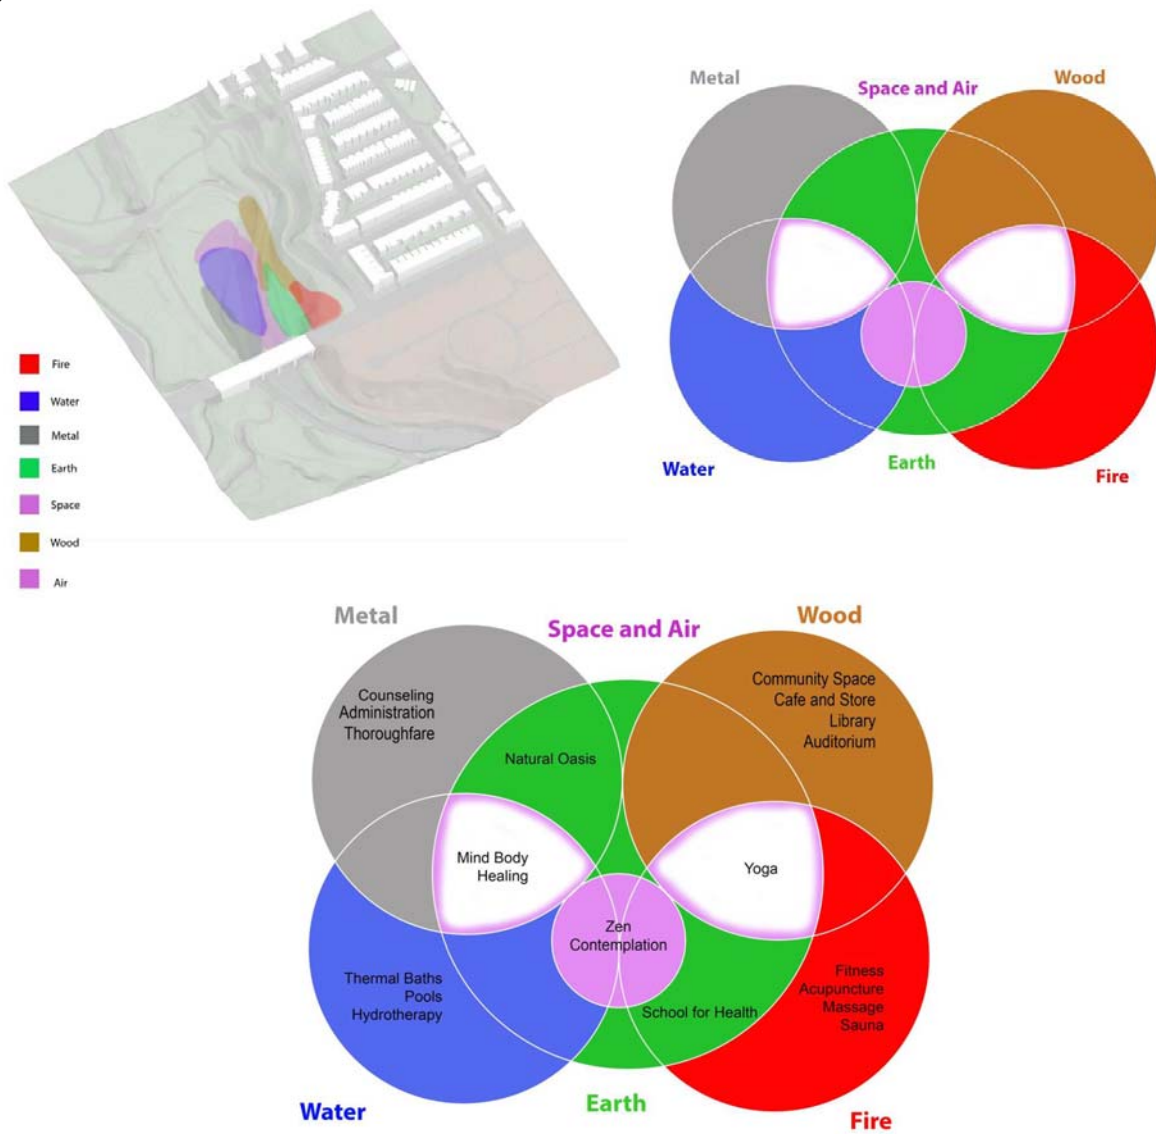 Metal
Space and Air
Wood
Water
Earth
Fire
Fire
Water
Metal
Earth
Space
Wood
Air
Metal
Space and Air
Wood
Counseling
Administration
Thoroughfare
Natural Oasis
Community Space
Cafe and Store
Library
Auditorium
Mind Body
Healing
Yoga
Zen
Contemplation
Thermal Baths
Pools
Hydrotherapy
School for Health
Fitness
Acupuncture
Massage
Sauna
Water
Earth
Fire